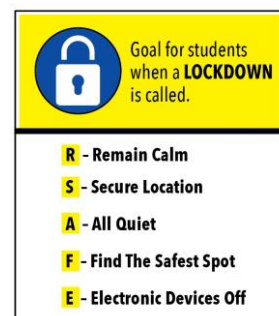 Goal for students
when a LOCKDOWN
is called.
R – Remain Calm
S – Secure Location
A – All Quiet
F – Find The Safest Spot
E – Electronic Devices Off